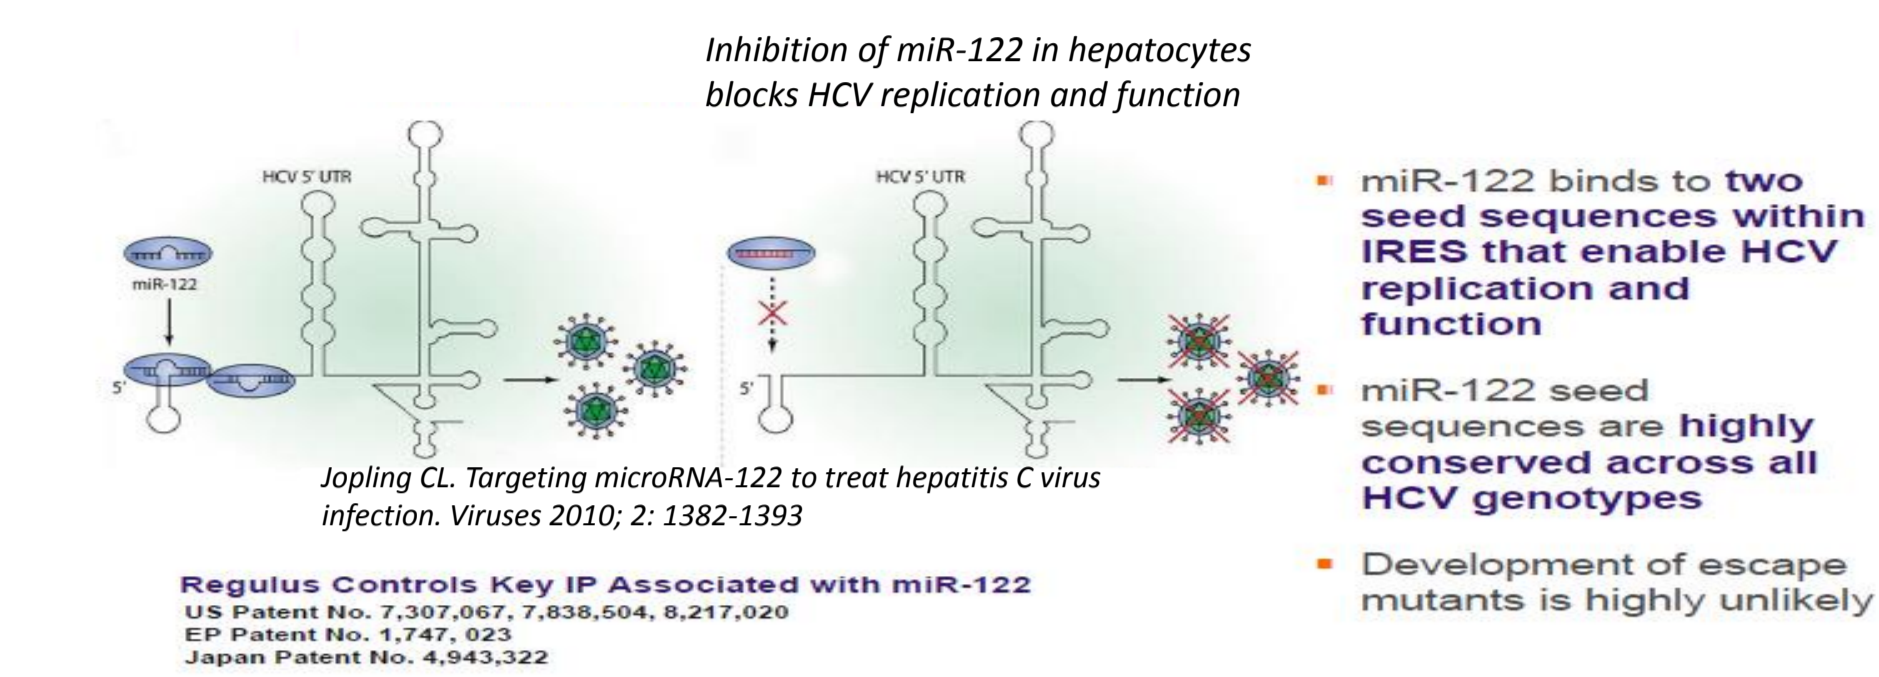 Inhibition of miR-122 in hepatocytes
blocks HCV replication and function
HCV 5' UTR
miR-122
5'
HCV 5' UTR
5'
Jopling CL. Targeting microRNA-122 to treat hepatitis C virus
infection. Viruses 2010; 2: 1382-1393
Regulus Controls Key IP Associated with miR-122
US Patent No. 7,307,067, 7,838,504, 8,217,020
EP Patent No. 1,747, 023
Japan Patent No. 4,943,322
miR-122 binds to two
seed sequences within
IRES that enable HCV
replication and
function
miR-122 seed
sequences are highly
conserved across all
HCV genotypes
Development of escape
mutants is highly unlikely